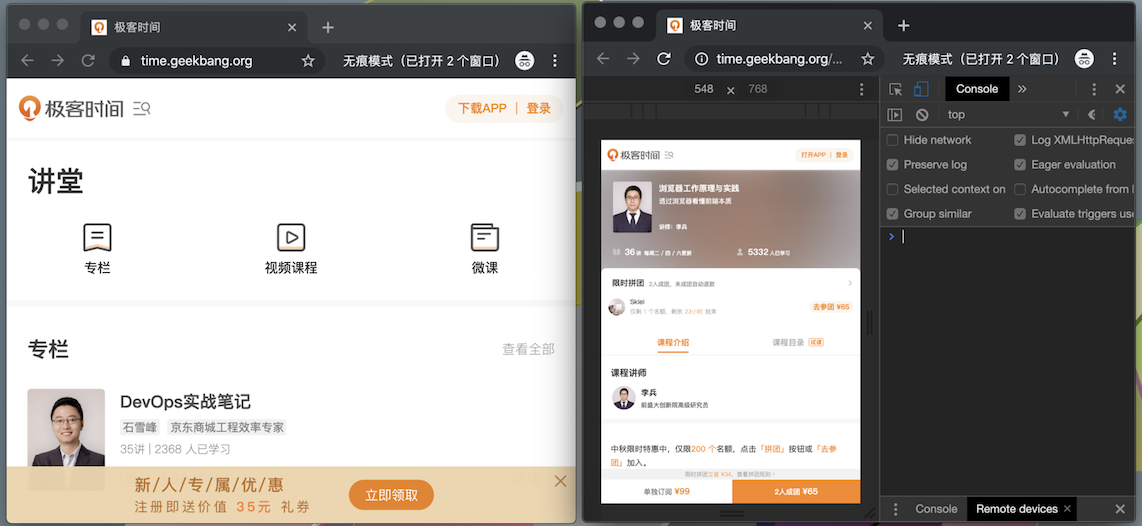 极客时间
time.geekbang.org
无痕模式（已打开 2 个窗口）
极客时间
下载APP | 登录
讲堂
专栏
视频课程
微课
专栏
查看全部
DevOps实战笔记
石雪峰 京东商城工程效率专家
35讲 | 2368 人已学习
新/人/专/属/优/惠
注册即送价值 35元 礼券
立即领取
极客时间
time.geekbang.org/...
无痕模式（已打开 2 个窗口）
548 × 768
Console
top
Hide network
Log XMLHttpReque
Preserve log
Eager evaluation
Selected context on
Autocomplete from
Group similar
Evaluate triggers use
极客时间
打开APP | 登录
浏览器工作原理与实践
透过浏览器看懂前端本质
讲师：李兵
36讲 每周二 / 四 / 六更新
5332人已学习
限时拼团 2人成团，未成团自动退款
Sklei
仅剩 1 个名额，剩余 23小时 结束
去参团 ¥65
课程介绍
课程目录 试读
课程讲师
李兵
前盛大创新院高级研究员
中秋限时特惠中，仅限200 个名额，点击「拼团」按钮或「去参
团」加入。
限时拼团立省 ¥34，查看拼团规则 ›
单独订阅 ¥99
2人成团 ¥65
Console
Remote devices